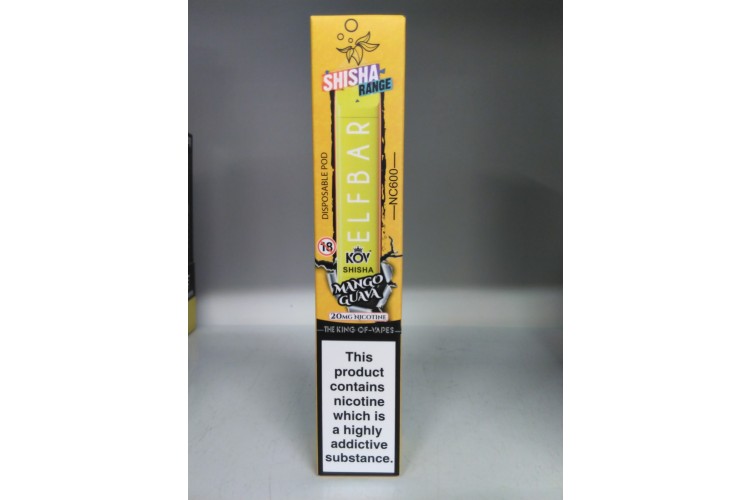 SHISHA
RANGE
DISPOSABLE POD
ELFBAR
NC600
18
KOV
SHISHA
MANGO
GUAVA
20MG NICOTINE
THE KING-OF-VAPES
This
product
contains
nicotine
which is
a highly
addictive
substance.